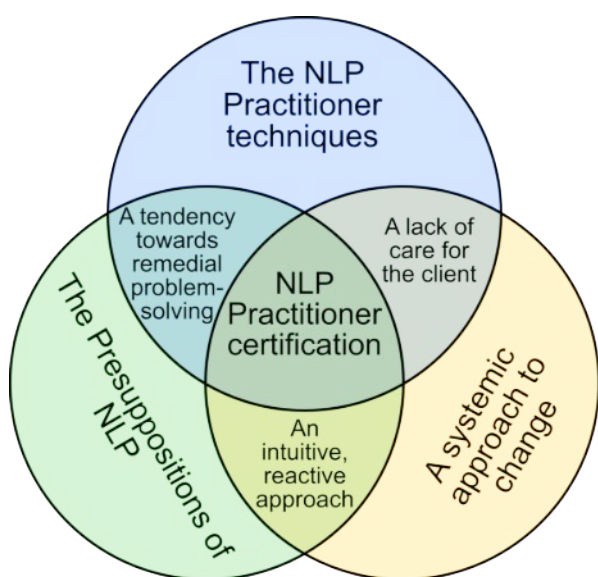 The NLP
Practitioner
techniques
A tendency
towards
remedial
problem-
solving
A lack of
care for
the client
NLP
Practitioner
certification
The Presuppositions of
NLP
A systemic
approach to
change
An
intuitive,
reactive
approach